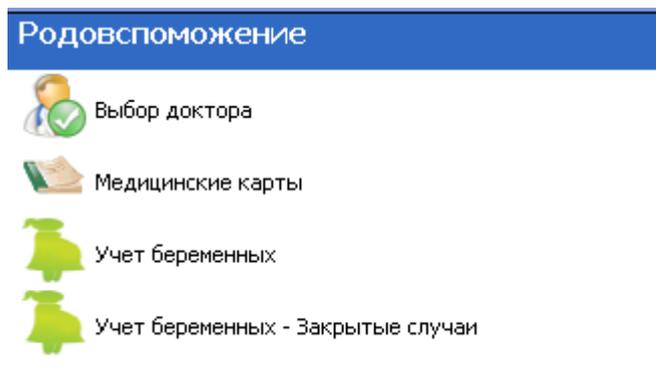 Родовспоможение
Выбор доктора
Медицинские карты
Учет беременных
Учет беременных - Закрытые случаи